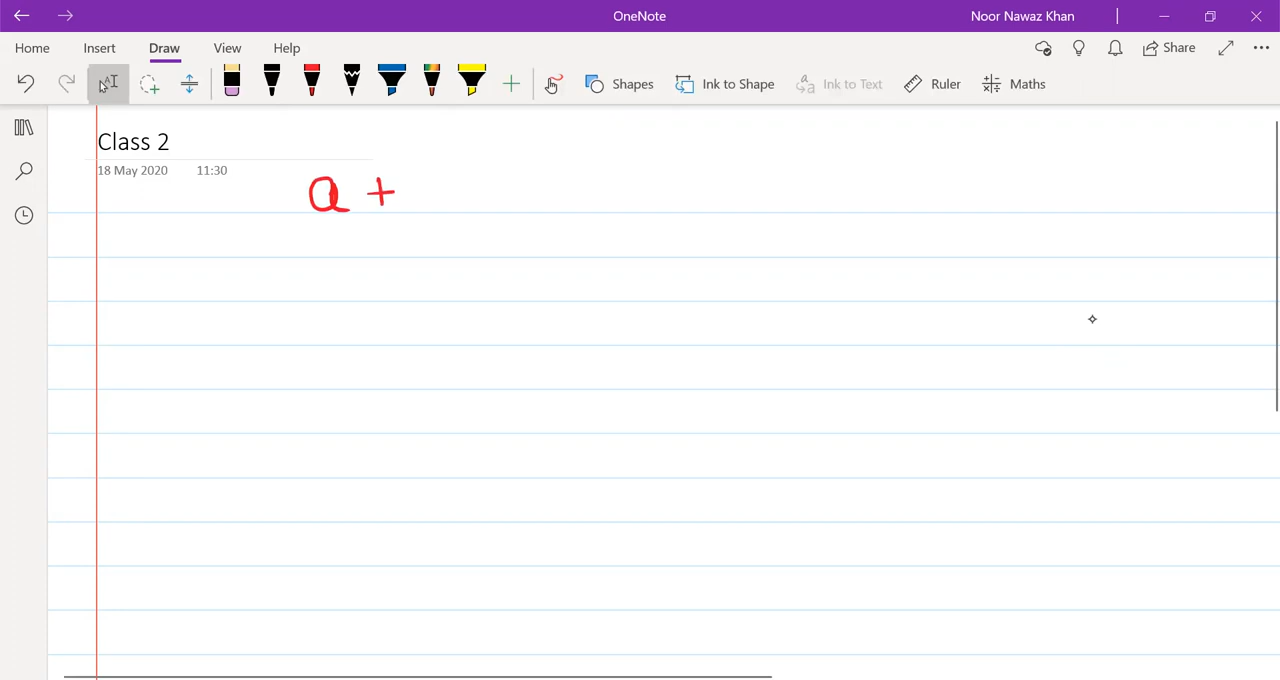 OneNote
Noor Nawaz Khan
Home Insert Draw View Help
Share
Shapes Ink to Shape Ink to Text Ruler Maths
Class 2
18 May 2020 11:30
a +